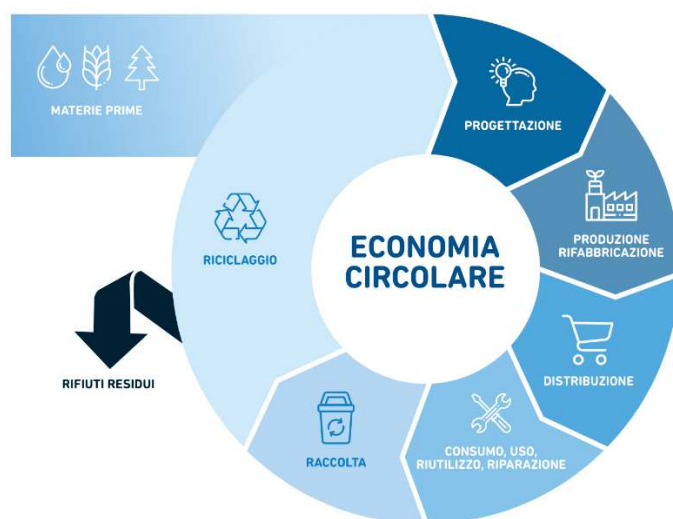 MATERIE PRIME
PROGETTAZIONE
PRODUZIONE
RIFABBRICAZIONE
ECONOMIA
CIRCOLARE
RICICLAGGIO
DISTRIBUZIONE
RIFIUTI RESIDUI
CONSUMO, USO,
RIUTILIZZO, RIPARAZIONE
RACCOLTA